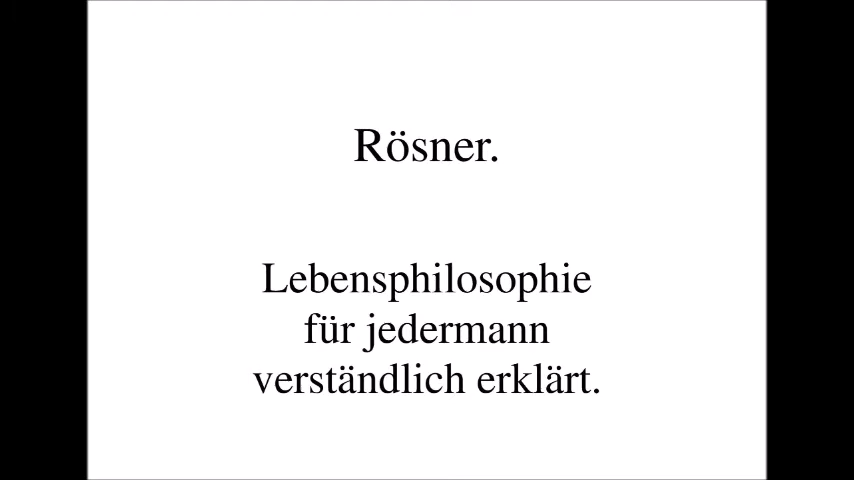 Rösner.
Lebensphilosophie
für jedermann
verständlich erklärt.